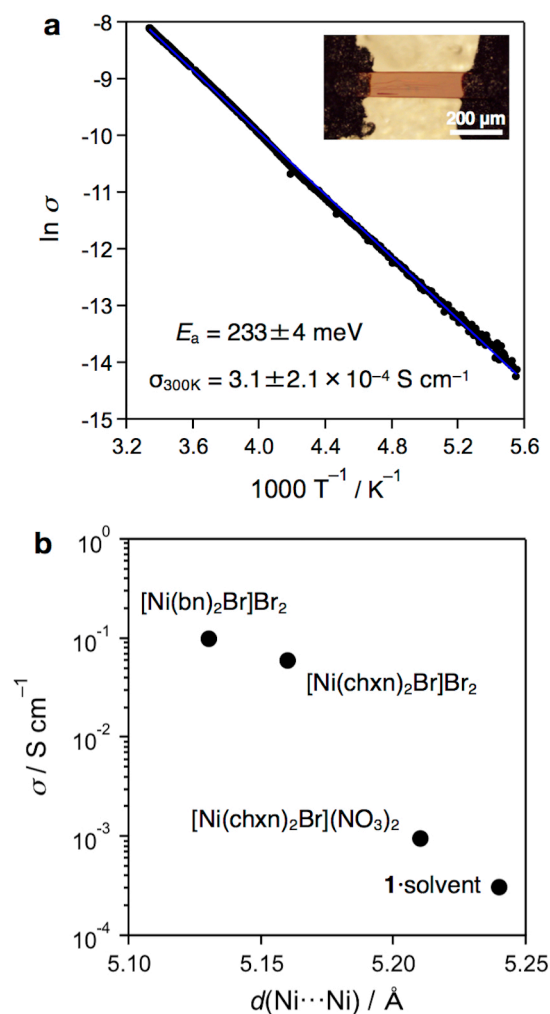 a
-8
-9
-10
-11
-12
-13
-14
-15
ln σ
200 μm
Eₐ = 233±4 meV
σ₃₀₀K = 3.1±2.1 × 10⁻⁴ S cm⁻¹
3.2 3.6 4.0 4.4 4.8 5.2 5.6
1000 T⁻¹ / K⁻¹
b
10⁰
10⁻¹
10⁻²
10⁻³
10⁻⁴
σ / S cm⁻¹
[Ni(bn)₂Br]Br₂
[Ni(chxn)₂Br]Br₂
[Ni(chxn)₂Br](NO₃)₂
1·solvent
5.10 5.15 5.20 5.25
d(Ni···Ni) / Å